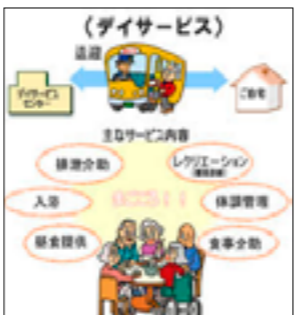 (デイサービス)
送迎
デイサービス
センター
ご自宅
主なサービス内容
排泄介助
レクリエーション
入浴
体調管理
昼食提供
食事介助